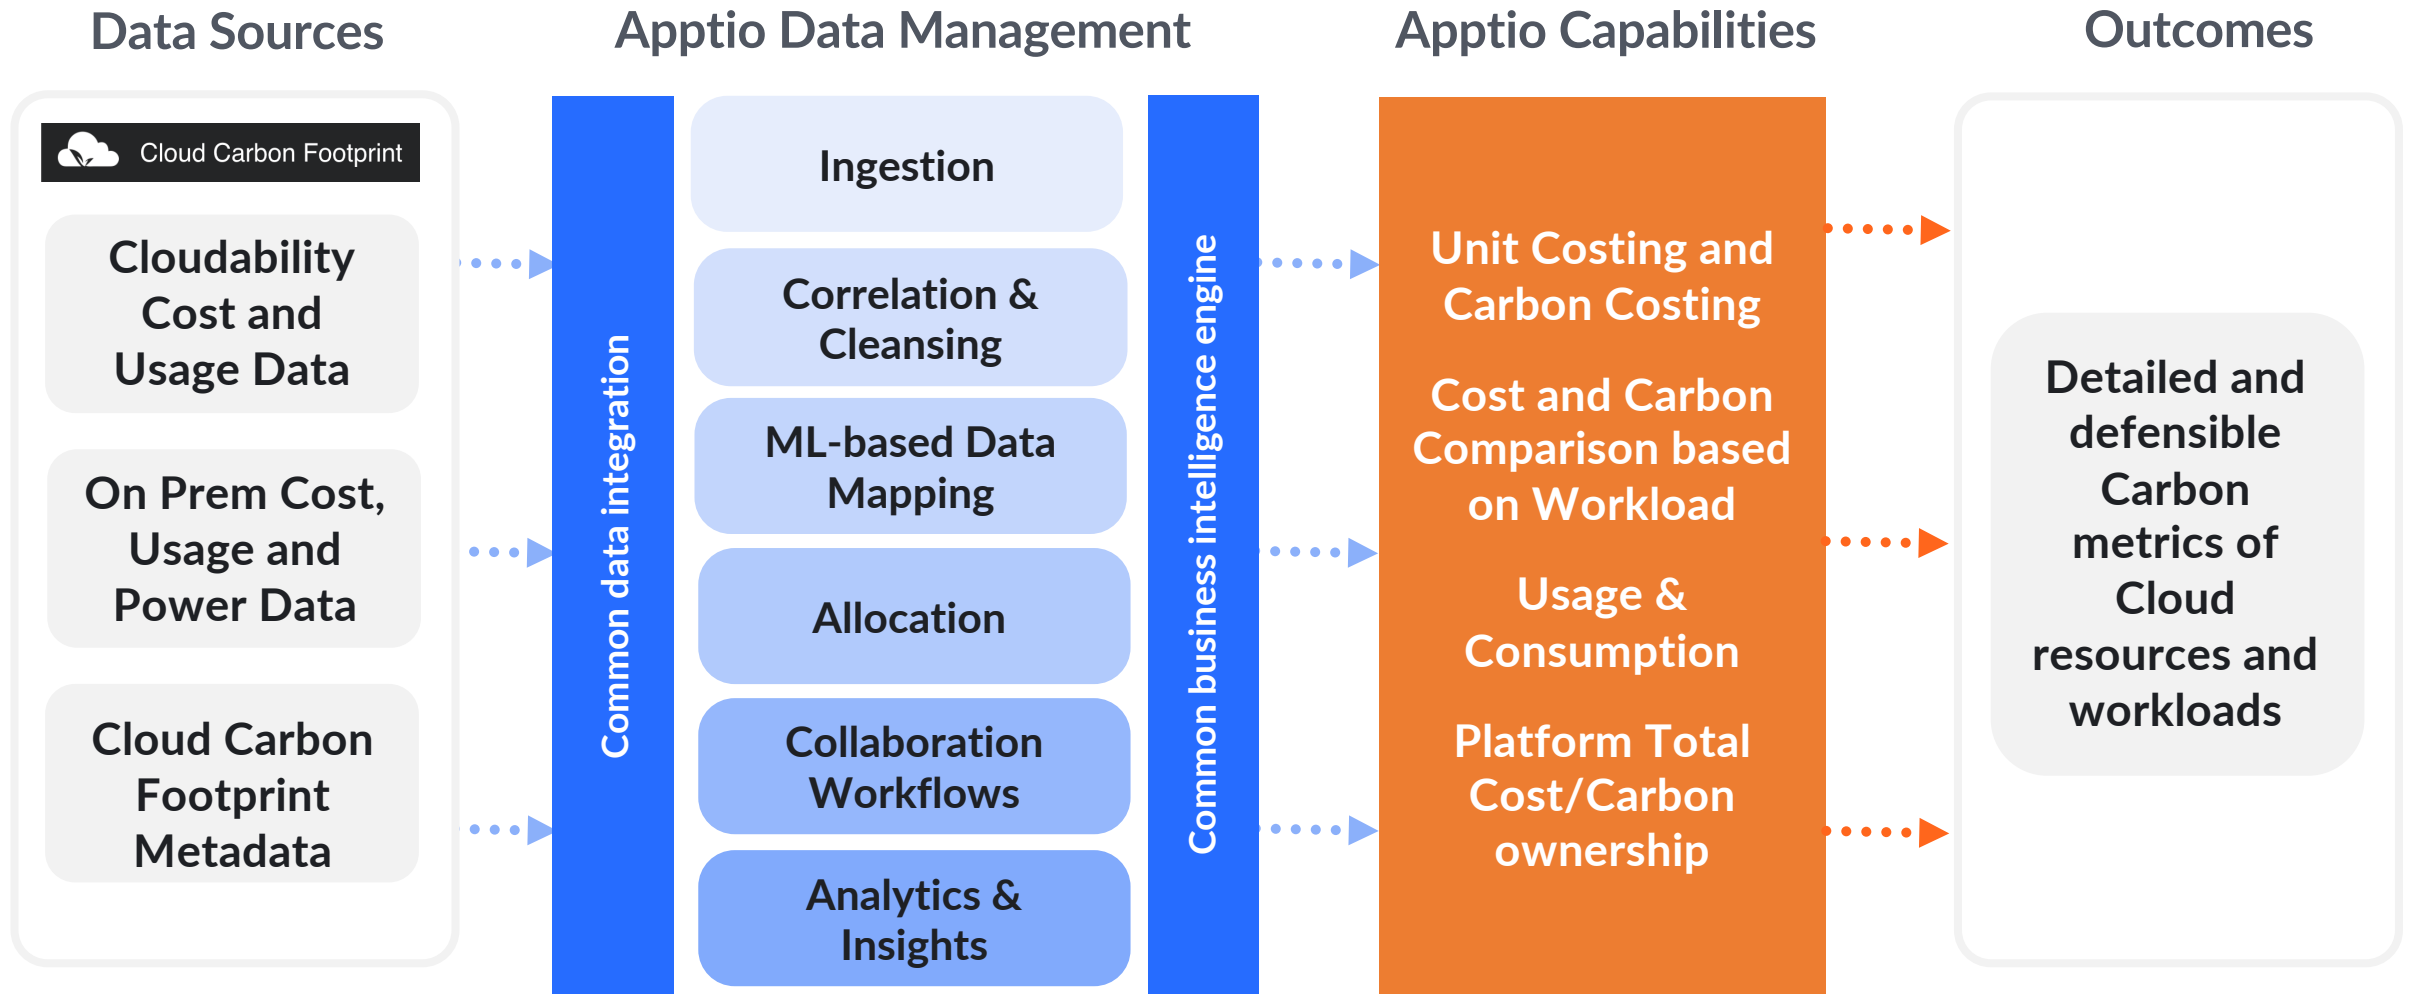 Data Sources
Cloud Carbon Footprint
Cloudability
Cost and
Usage Data
On Prem Cost,
Usage and
Power Data
Cloud Carbon
Footprint
Metadata
Apptio Data Management
Common data integration
Ingestion
Correlation &
Cleansing
ML-based Data
Mapping
Allocation
Collaboration
Workflows
Analytics &
Insights
Common business intelligence engine
Apptio Capabilities
Unit Costing and
Carbon Costing
Cost and Carbon
Comparison based
on Workload
Usage &
Consumption
Platform Total
Cost/Carbon
ownership
Outcomes
Detailed and
defensible
Carbon
metrics of
Cloud
resources and
workloads